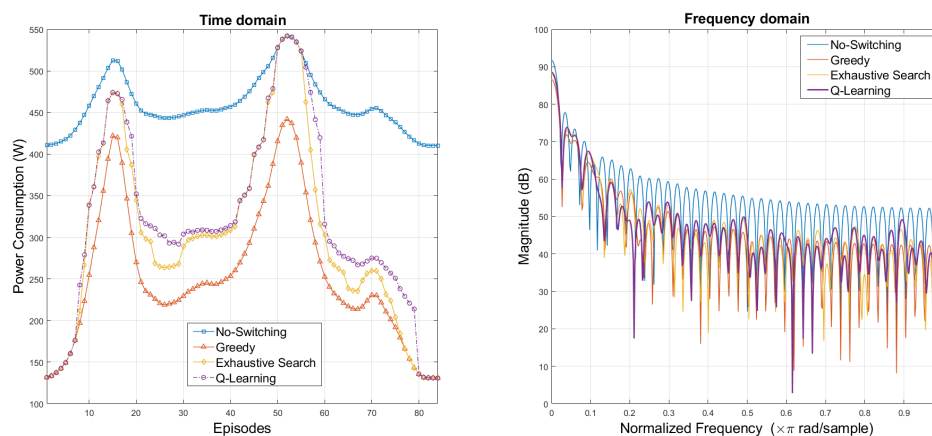 Time domain
550
500
450
400
350
300
250
200
150
100
Power Consumption (W)
10 20 30 40 50 60 70 80
Episodes
No-Switching
Greedy
Exhaustive Search
Q-Learning
Frequency domain
100
90
80
70
60
50
40
30
20
10
0
Magnitude (dB)
0 0.1 0.2 0.3 0.4 0.5 0.6 0.7 0.8 0.9
Normalized Frequency (×π rad/sample)
No-Switching
Greedy
Exhaustive Search
Q-Learning